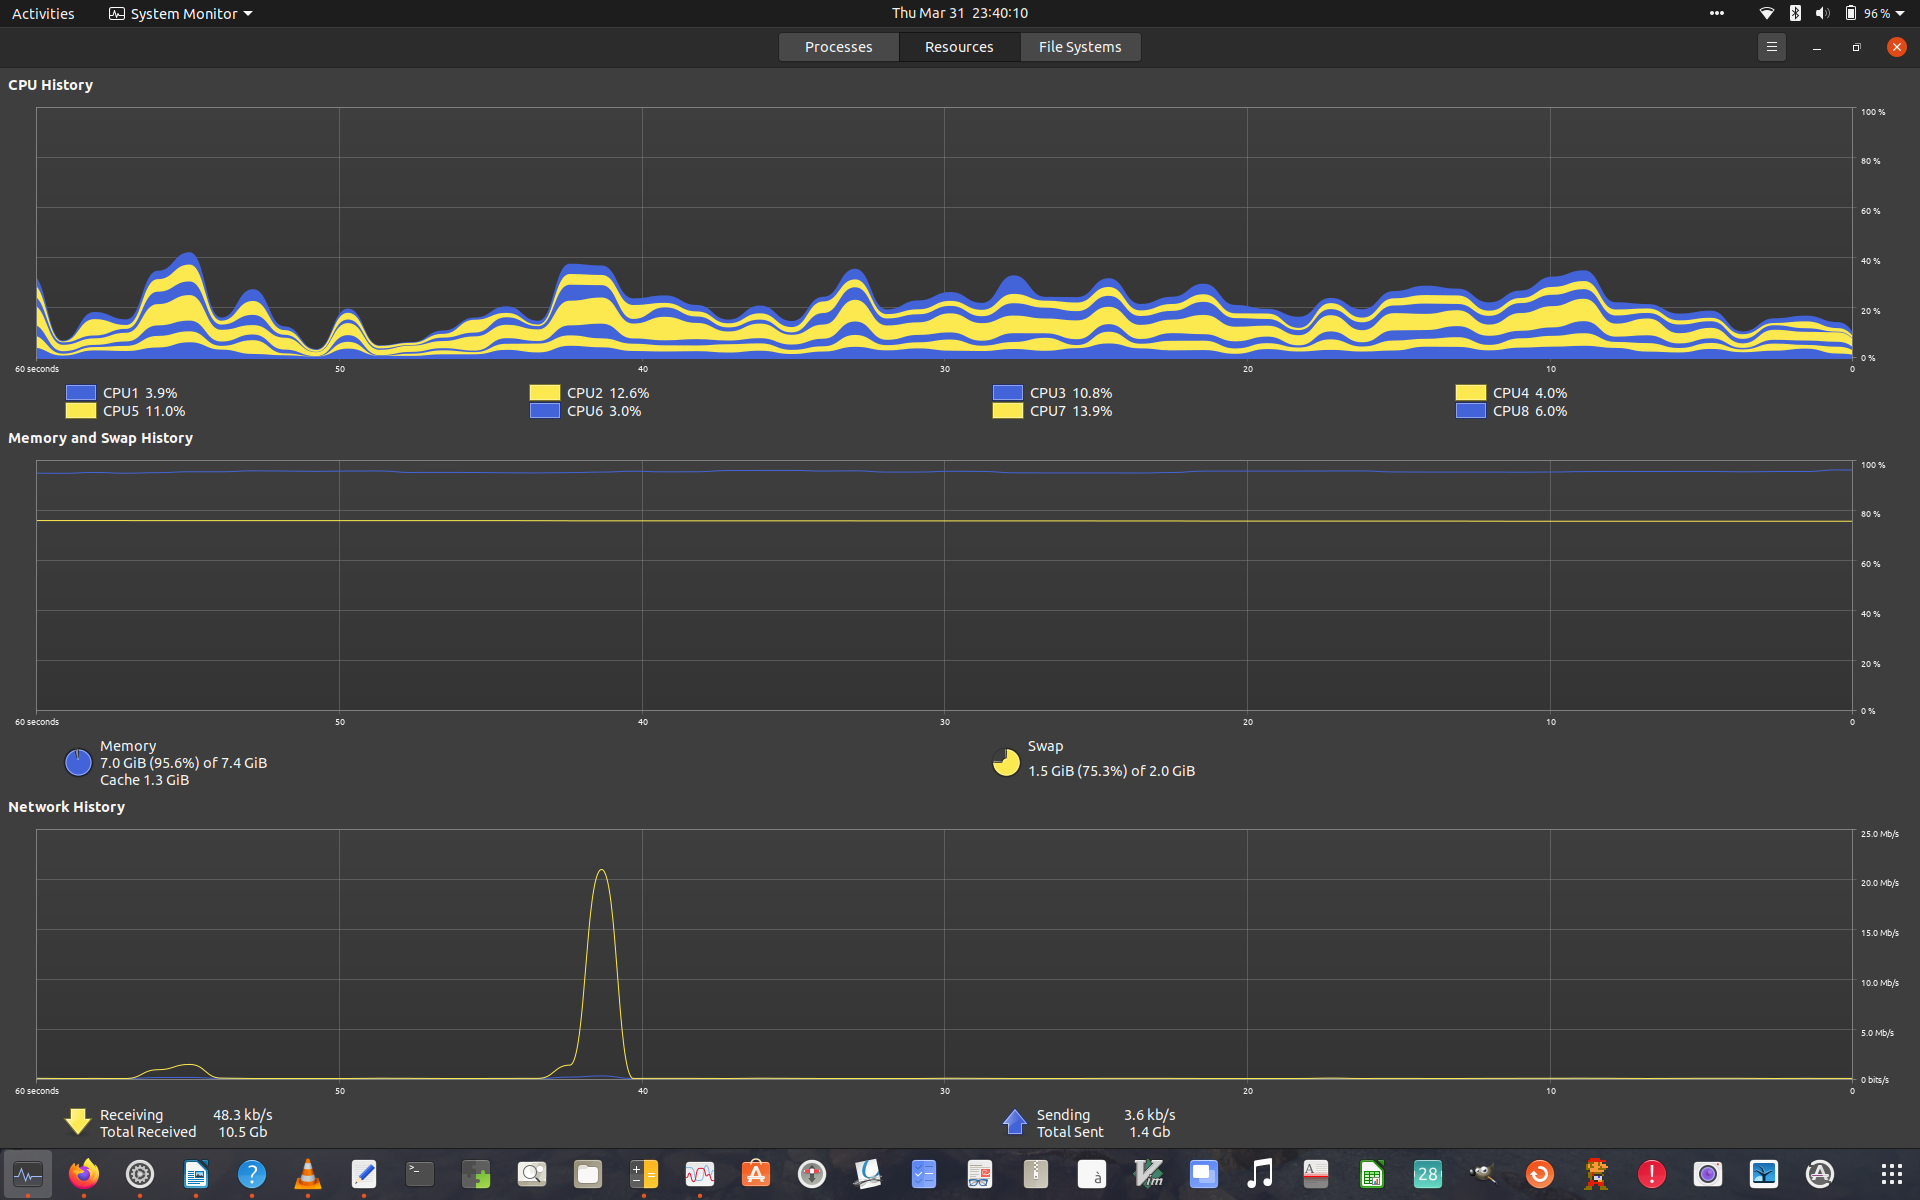 Activities System Monitor Thu Mar 31 23:40:10 96 %
Processes Resources File Systems
CPU History
100 %
80 %
60 %
40 %
20 %
0 %
60 seconds 50 40 30 20 10 0
CPU1 3.9% CPU2 12.6% CPU3 10.8% CPU4 4.0%
CPU5 11.0% CPU6 3.0% CPU7 13.9% CPU8 6.0%
Memory and Swap History
100 %
80 %
60 %
40 %
20 %
0 %
60 seconds 50 40 30 20 10 0
Memory
7.0 GiB (95.6%) of 7.4 GiB
Cache 1.3 GiB
Swap
1.5 GiB (75.3%) of 2.0 GiB
Network History
25.0 Mb/s
20.0 Mb/s
15.0 Mb/s
10.0 Mb/s
5.0 Mb/s
0 bits/s
60 seconds 50 40 30 20 10 0
Receiving 48.3 kb/s
Total Received 10.5 Gb
Sending 3.6 kb/s
Total Sent 1.4 Gb
? >_ à Vim A 28 !